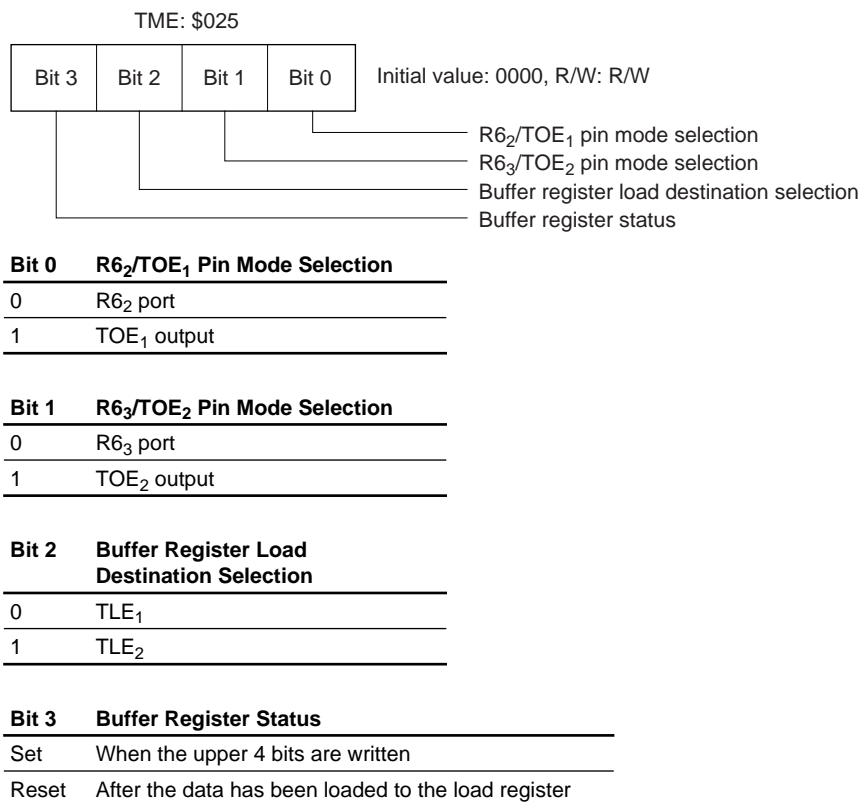 TME: $025
Bit 3 Bit 2 Bit 1 Bit 0 Initial value: 0000, R/W: R/W
R6₂/TOE₁ pin mode selection
R6₃/TOE₂ pin mode selection
Buffer register load destination selection
Buffer register status
Bit 0 R6₂/TOE₁ Pin Mode Selection
0 R6₂ port
1 TOE₁ output
Bit 1 R6₃/TOE₂ Pin Mode Selection
0 R6₃ port
1 TOE₂ output
Bit 2 Buffer Register Load
Destination Selection
0 TLE₁
1 TLE₂
Bit 3 Buffer Register Status
Set When the upper 4 bits are written
Reset After the data has been loaded to the load register